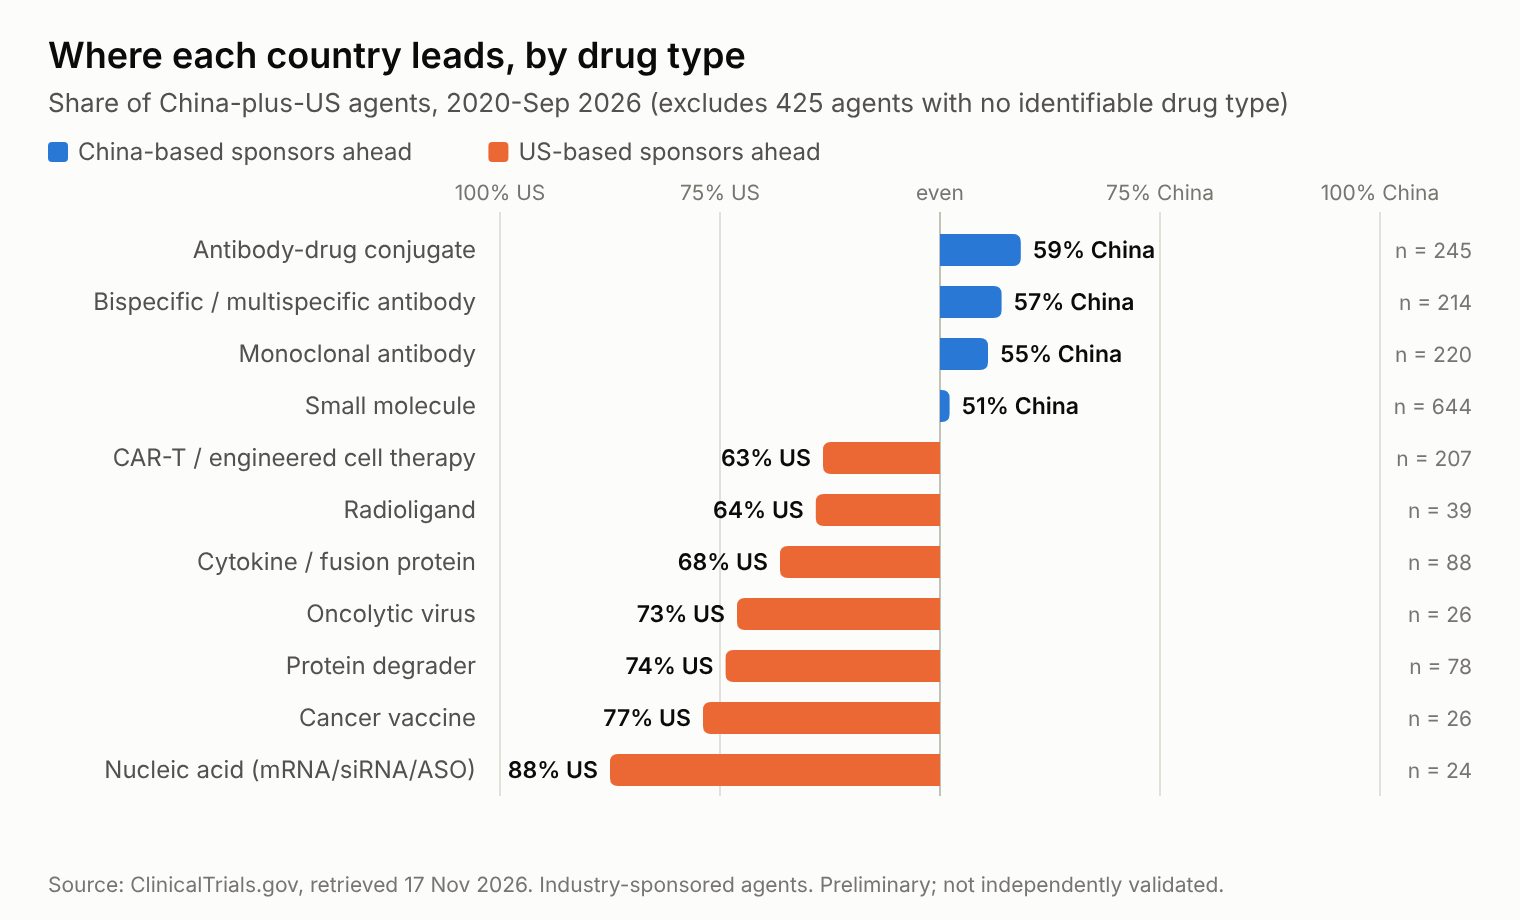 Where each country leads, by drug type
Share of China-plus-US agents, 2020-Sep 2026 (excludes 425 agents with no identifiable drug type)
China-based sponsors ahead US-based sponsors ahead
100% US 75% US even 75% China 100% China
Antibody-drug conjugate 59% China n = 245
Bispecific / multispecific antibody 57% China n = 214
Monoclonal antibody 55% China n = 220
Small molecule 51% China n = 644
CAR-T / engineered cell therapy 63% US n = 207
Radioligand 64% US n = 39
Cytokine / fusion protein 68% US n = 88
Oncolytic virus 73% US n = 26
Protein degrader 74% US n = 78
Cancer vaccine 77% US n = 26
Nucleic acid (mRNA/siRNA/ASO) 88% US n = 24
Source: ClinicalTrials.gov, retrieved 17 Nov 2026. Industry-sponsored agents. Preliminary; not independently validated.